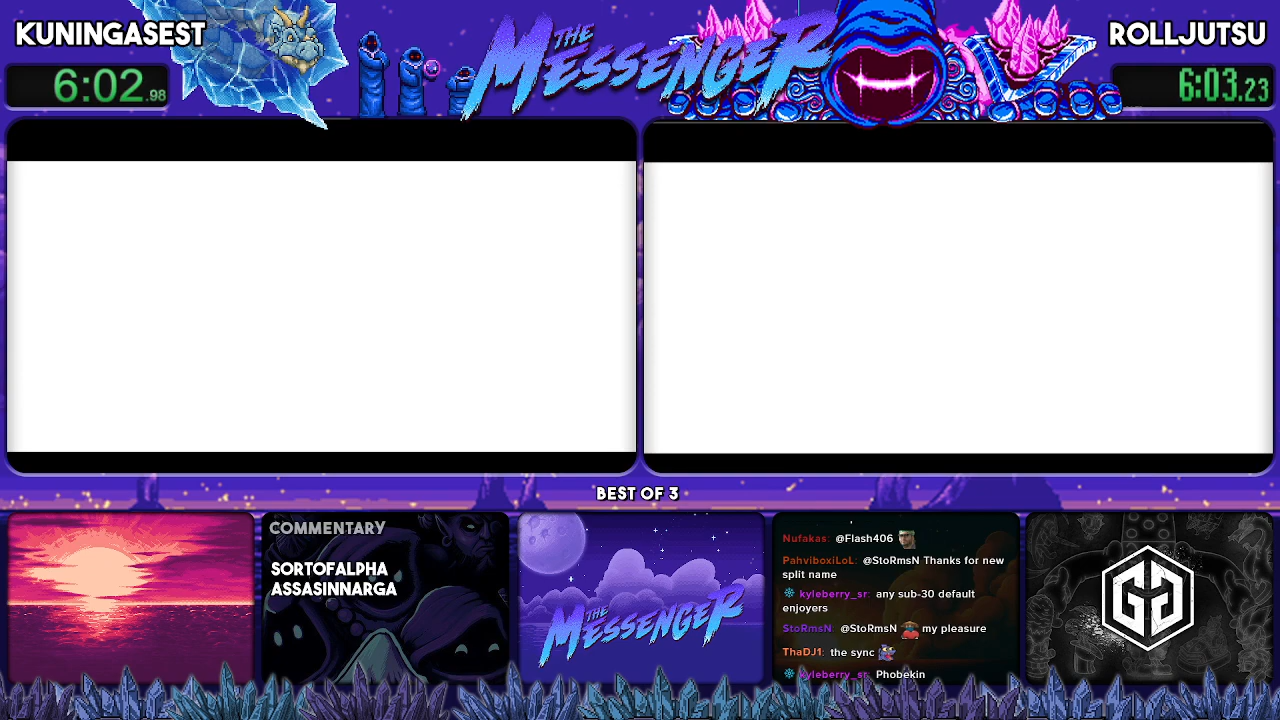 KUNINGASEST
6:02.98
THE
MESSENGER
ROLLJUTSU
6:03.23
BEST OF 3
COMMENTARY
SORTOFALPHA
ASSASINNARGA
THE
MESSENGER
Nufakas: @Flash406
PahviboxiLoL: @StoRmsN Thanks for new
split name
kyleberry_sr: any sub-30 default
enjoyers
StoRmsN: @StoRmsN my pleasure
ThaDJ1: the sync
kyleberry_sr: Phobekin
GG